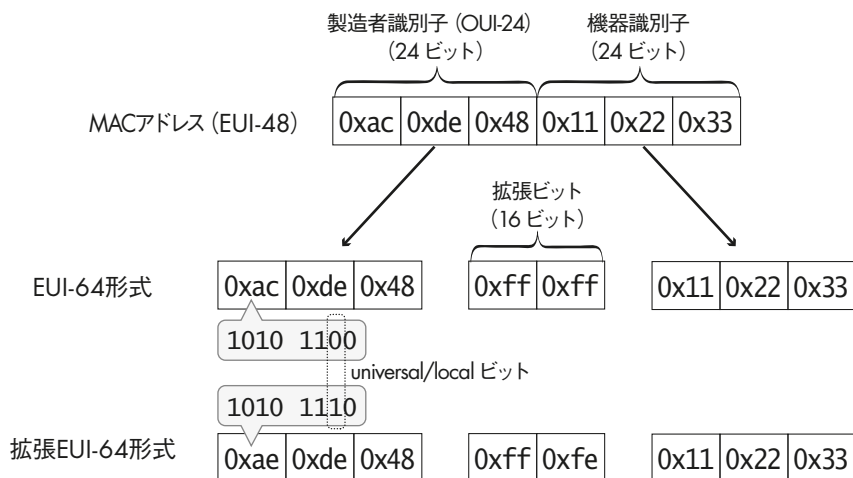 製造者識別子（OUI-24） 機器識別子
（24 ビット） （24 ビット）
MACアドレス（EUI-48） 0xac 0xde 0x48 0x11 0x22 0x33
拡張ビット
（16 ビット）
EUI-64形式 0xac 0xde 0x48 0xff 0xff 0x11 0x22 0x33
1010 1100
universal/local ビット
1010 1110
拡張EUI-64形式 0xae 0xde 0x48 0xff 0xfe 0x11 0x22 0x33